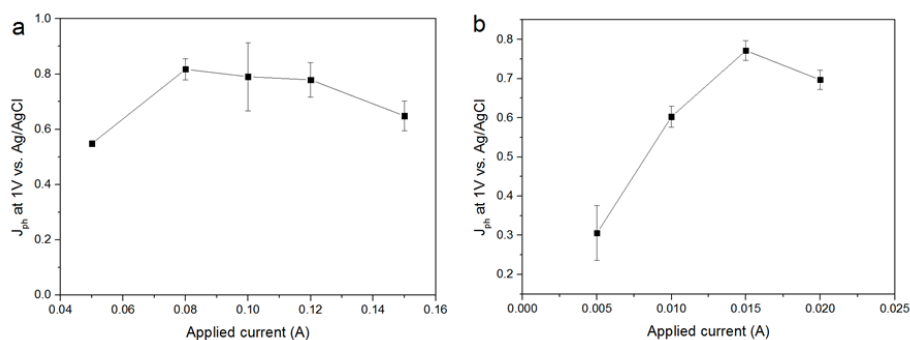 a
1.0
0.8
0.6
0.4
0.2
0.0
J_ph at 1V vs. Ag/AgCl
0.04 0.06 0.08 0.10 0.12 0.14 0.16
Applied current (A)
b
0.8
0.7
0.6
0.5
0.4
0.3
0.2
J_ph at 1V vs. Ag/AgCl
0.000 0.005 0.010 0.015 0.020 0.025
Applied current (A)